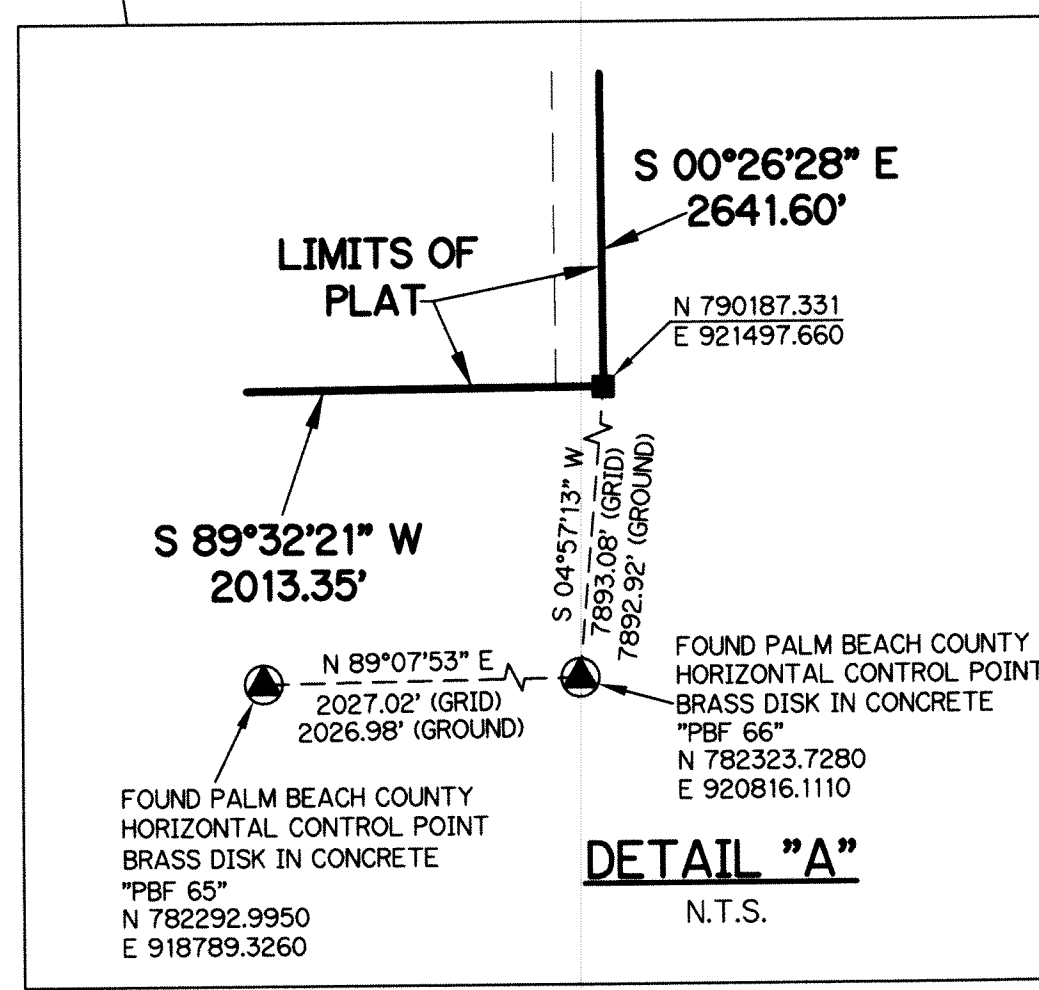 S 00°26'28" E
2641.60'
LIMITS OF
PLAT
N 790187.331
E 921497.660
S 89°32'21" W
2013.35'
S 04°57'13" W
7893.08' (GRID)
7892.92' (GROUND)
N 89°07'53" E
2027.02' (GRID)
2026.98' (GROUND)
FOUND PALM BEACH COUNTY
HORIZONTAL CONTROL POINT
BRASS DISK IN CONCRETE
"PBF 66"
N 782323.7280
E 920816.1110
FOUND PALM BEACH COUNTY
HORIZONTAL CONTROL POINT
BRASS DISK IN CONCRETE
"PBF 65"
N 782292.9950
E 918789.3260
DETAIL "A"
N.T.S.